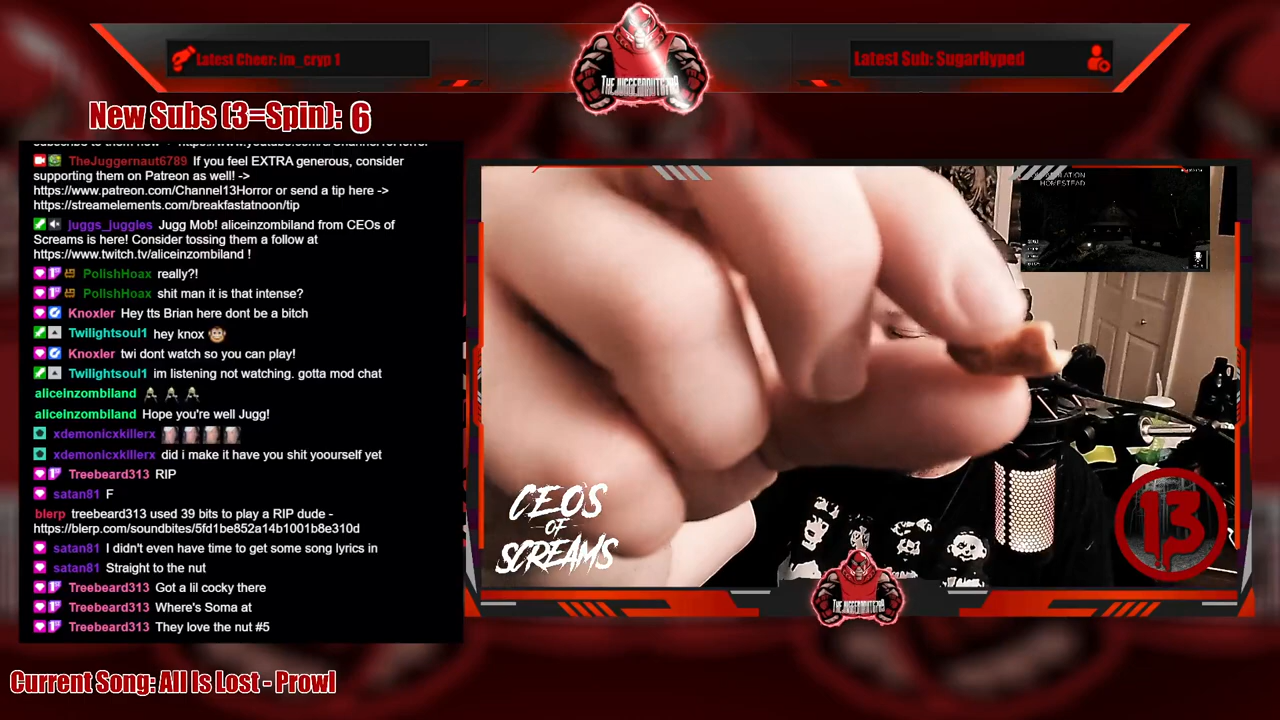 Latest Cheer: im_cryp 1
THEJUGGERNAUT6789
Latest Sub: SugarHyped
New Subs (3=Spin): 6
TheJuggernaut6789 If you feel EXTRA generous, consider
supporting them on Patreon as well! ->
https://www.patreon.com/Channel13Horror or send a tip here ->
https://streamelements.com/breakfastatnoon/tip
juggs_juggies Jugg Mob! aliceinzombiland from CEOs of
Screams is here! Consider tossing them a follow at
https://www.twitch.tv/aliceinzombiland !
PolishHoax really?!
PolishHoax shit man it is that intense?
Knoxler Hey tts Brian here dont be a bitch
Twilightsoul1 hey knox
Knoxler twi dont watch so you can play!
Twilightsoul1 im listening not watching. gotta mod chat
aliceinzombiland
aliceinzombiland Hope you're well Jugg!
xdemonicxkillerx
xdemonicxkillerx did i make it have you shit yoourself yet
Treebeard313 RIP
satan81 F
blerp treebeard313 used 39 bits to play a RIP dude -
https://blerp.com/soundbites/5fd1be852a14b1001b8e310d
satan81 I didn't even have time to get some song lyrics in
satan81 Straight to the nut
Treebeard313 Got a lil cocky there
Treebeard313 Where's Soma at
Treebeard313 They love the nut #5
HOMESTEAD
CEOS
OF
SCREAMS
13
THEJUGGERNAUT6789
Current Song: All Is Lost - Prowl